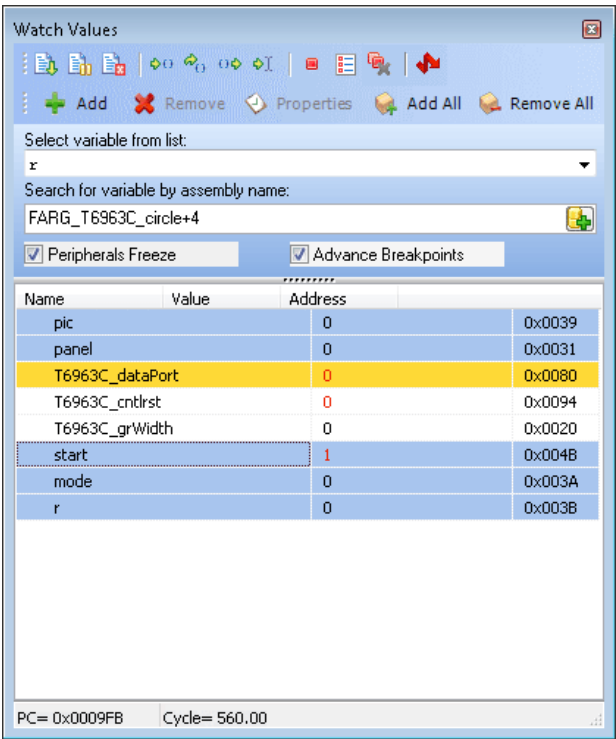 Watch Values
Add Remove Properties Add All Remove All
Select variable from list:
r
Search for variable by assembly name:
FARG_T6963C_circle+4
Peripherals Freeze Advance Breakpoints
Name Value Address
pic 0 0x0039
panel 0 0x0031
T6963C_dataPort 0 0x0080
T6963C_cntlrst 0 0x0094
T6963C_grWidth 0 0x0020
start 1 0x004B
mode 0 0x003A
r 0 0x003B
PC= 0x0009FB Cycle= 560.00